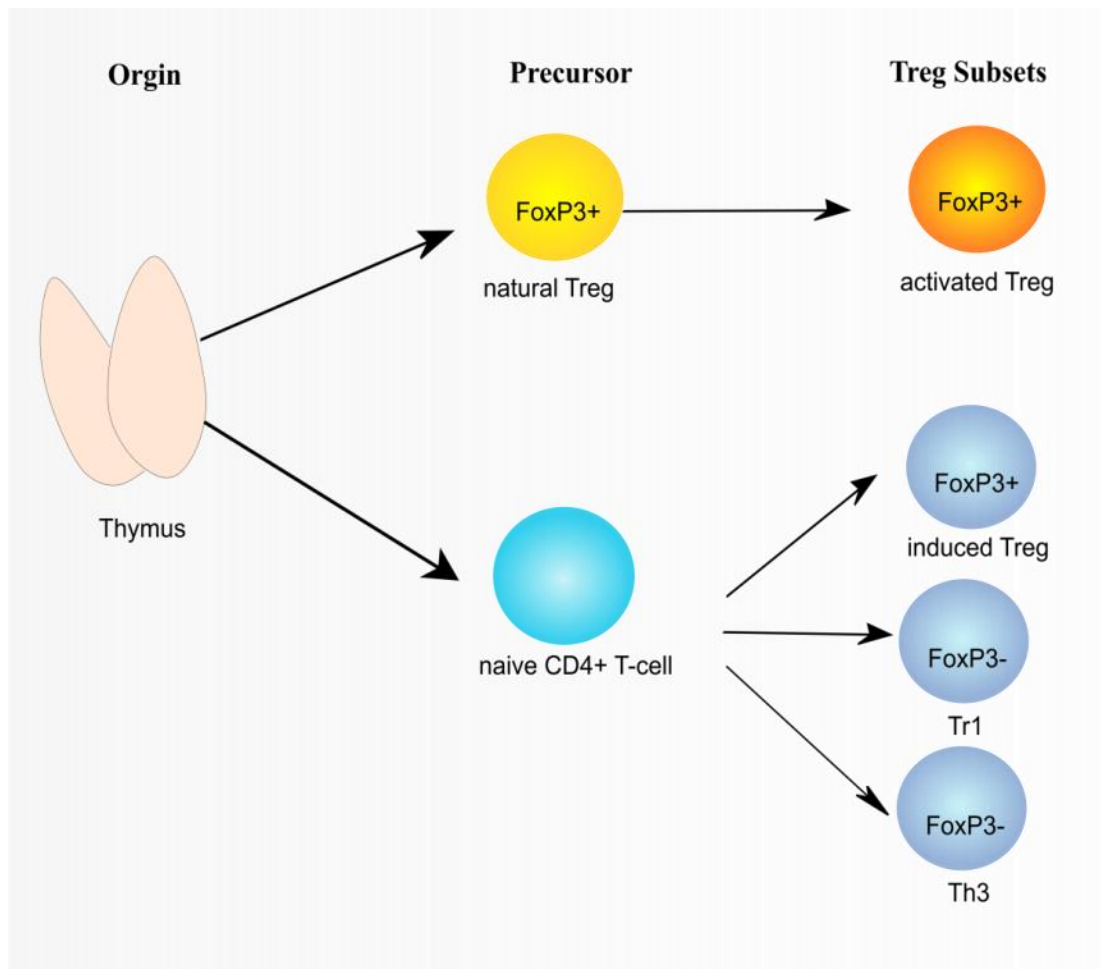 Orgin
Precursor
Treg Subsets
FoxP3+
natural Treg
FoxP3+
activated Treg
Thymus
naive CD4+ T-cell
FoxP3+
induced Treg
FoxP3-
Tr1
FoxP3-
Th3